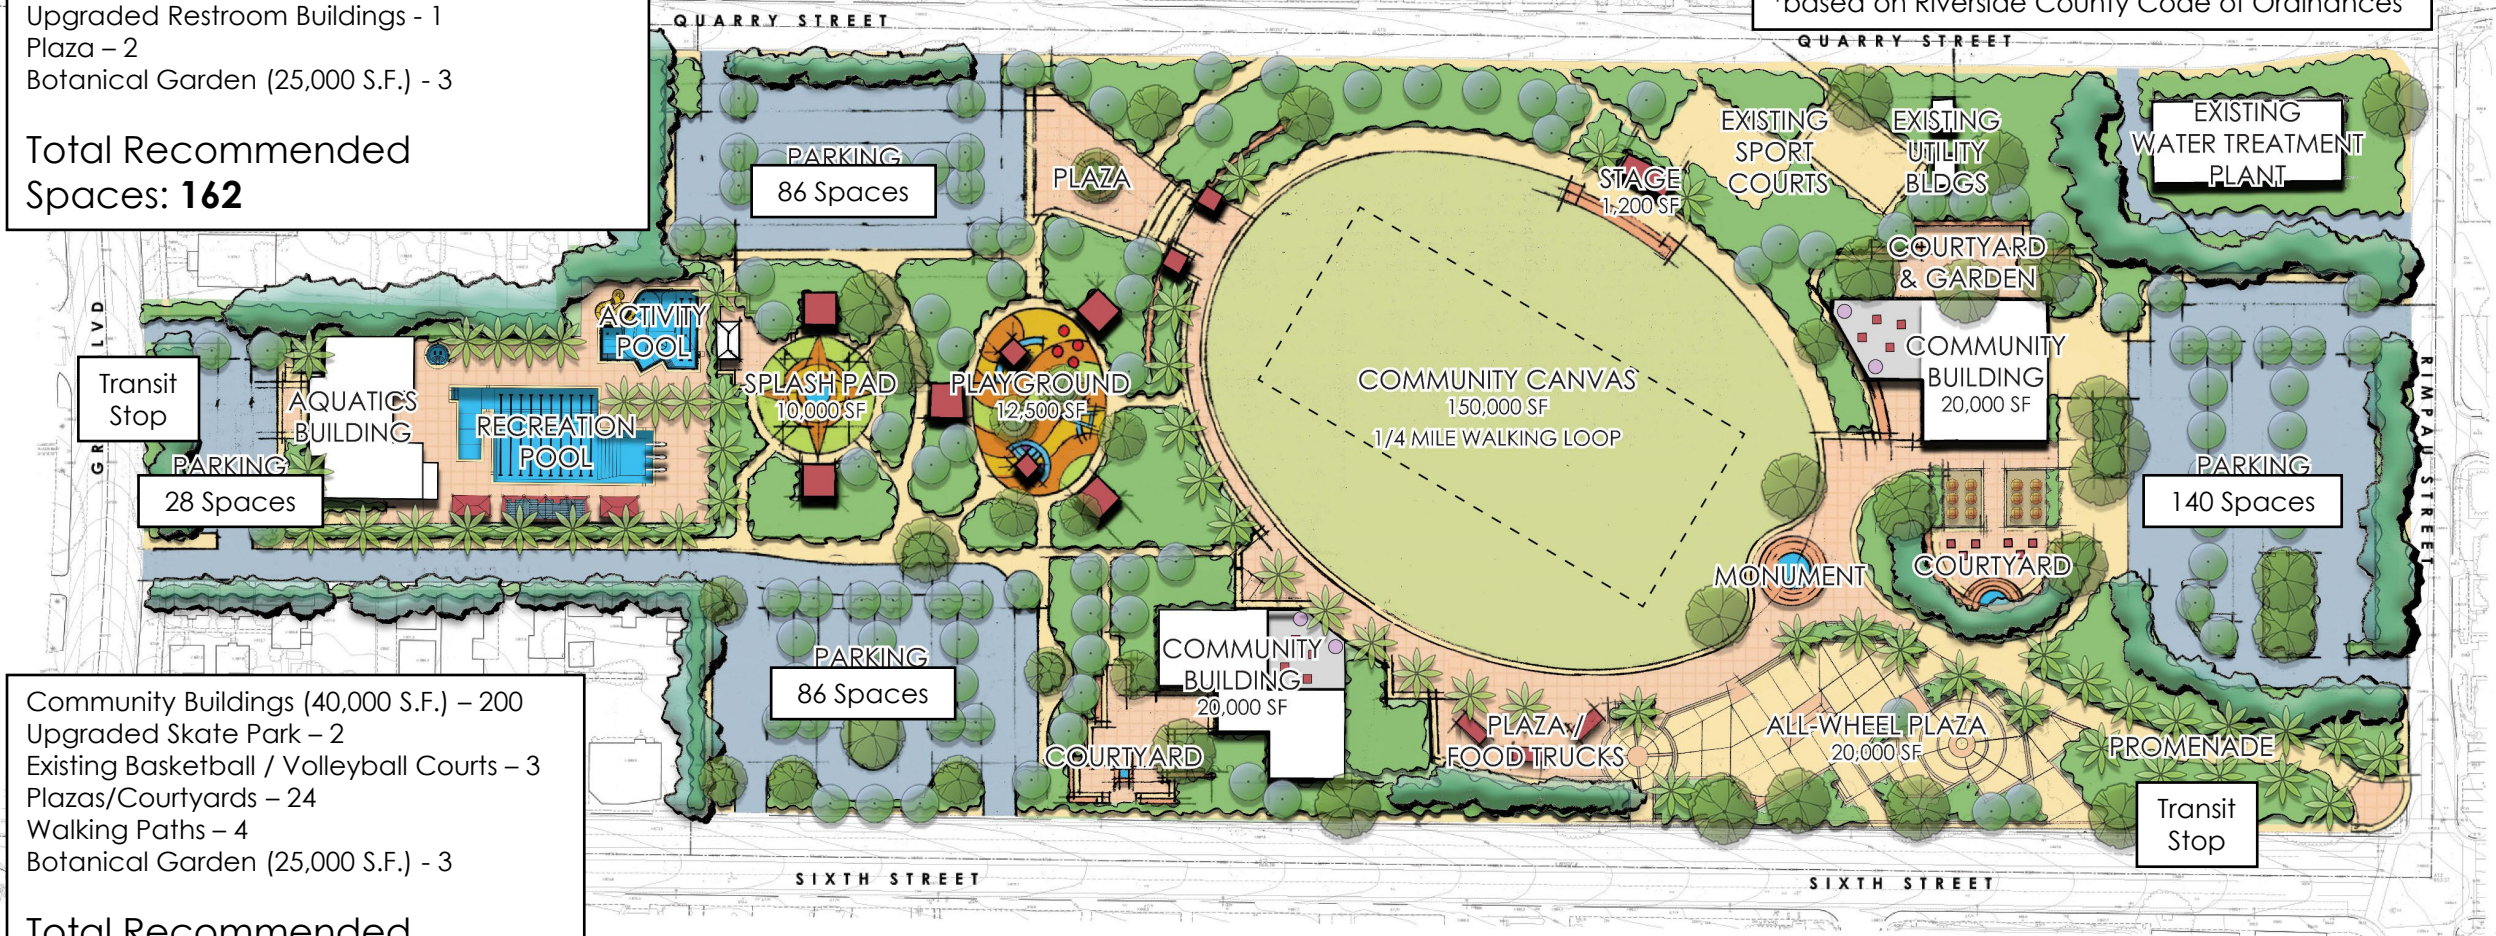 Upgraded Restroom Buildings - 1
Plaza – 2
Botanical Garden (25,000 S.F.) - 3
Total Recommended
Spaces: 162
QUARRY STREET
*based on Riverside County Code of Ordinances
QUARRY STREET
PARKING
86 Spaces
PLAZA
STAGE
1,200 SF
EXISTING
SPORT
COURTS
EXISTING
UTILITY
BLDGS
EXISTING
WATER TREATMENT
PLANT
COURTYARD
& GARDEN
LVD
GR
Transit
Stop
PARKING
28 Spaces
AQUATICS
BUILDING
ACTIVITY
POOL
RECREATION
POOL
SPLASH PAD
10,000 SF
PLAYGROUND
12,500 SF
COMMUNITY CANVAS
150,000 SF
1/4 MILE WALKING LOOP
COMMUNITY
BUILDING
20,000 SF
PARKING
140 Spaces
RIMPAU STREET
MONUMENT
COURTYARD
PARKING
86 Spaces
COMMUNITY
BUILDING
20,000 SF
COURTYARD
PLAZA /
FOOD TRUCKS
ALL-WHEEL PLAZA
20,000 SF
PROMENADE
Transit
Stop
Community Buildings (40,000 S.F.) – 200
Upgraded Skate Park – 2
Existing Basketball / Volleyball Courts – 3
Plazas/Courtyards – 24
Walking Paths – 4
Botanical Garden (25,000 S.F.) - 3
Total Recommended
SIXTH STREET
SIXTH STREET